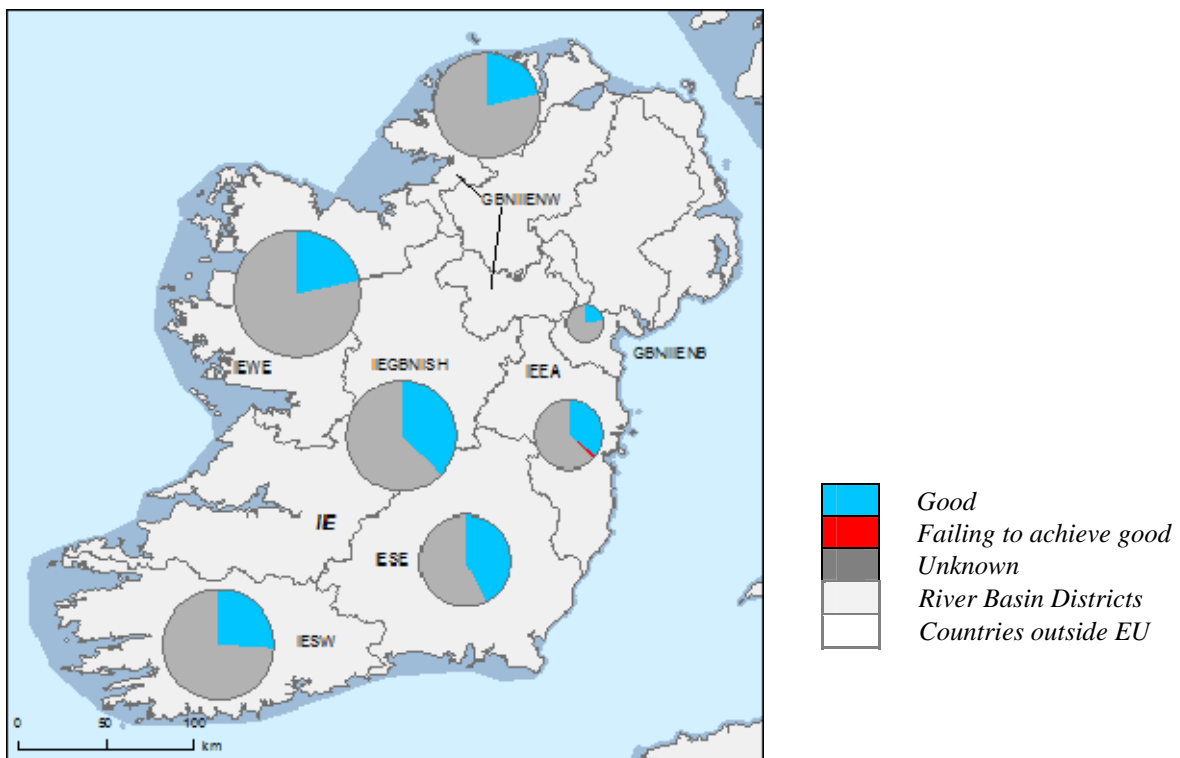 GBNIIENW
GBNIIENB
IEWE
IEGBNISH
IEEA
IE
IESE
IESW
0 50 100
km
Good
Failing to achieve good
Unknown
River Basin Districts
Countries outside EU